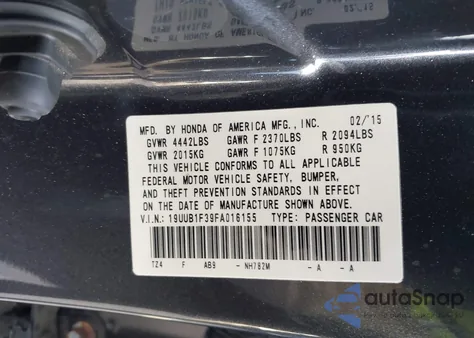 MFD. BY HONDA OF AMERICA MFG., INC. 02/15
GVWR 4442LBS GAWR F 2370LBS R 2094LBS
GVWR 2015KG GAWR F 1075KG R 950KG
THIS VEHICLE CONFORMS TO ALL APPLICABLE
FEDERAL MOTOR VEHICLE SAFETY, BUMPER,
AND THEFT PREVENTION STANDARDS IN EFFECT
ON THE DATE OF MANUFACTURE SHOWN ABOVE.
V.I.N.: 19UUB1F39FA016155 TYPE: PASSENGER CAR
TZ4 F AB9 - NH782M - A - A
autoSnap